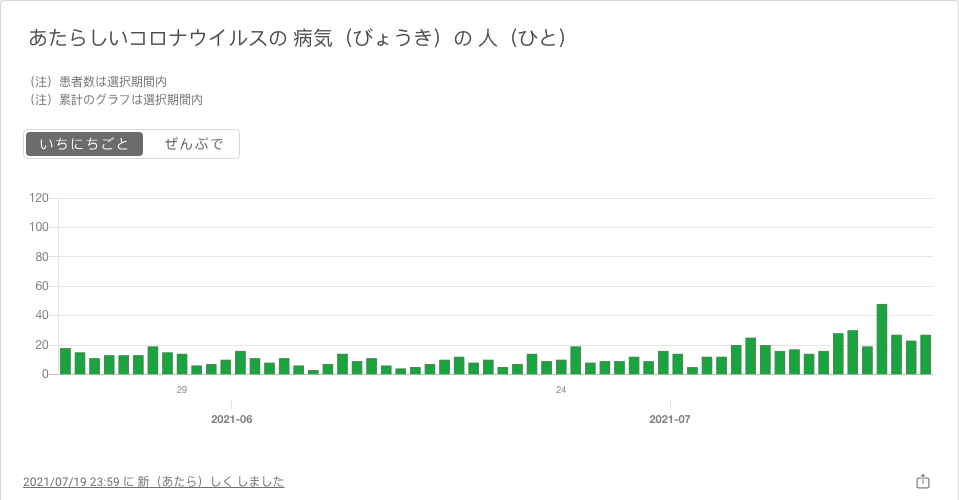 あたらしいコロナウイルスの 病気（びょうき）の 人（ひと）
（注）患者数は選択期間内
（注）累計のグラフは選択期間内
いちにちごと ぜんぶで
120
100
80
60
40
20
0
29 24
2021-06 2021-07
2021/07/19 23:59 に 新（あたら）しく しました